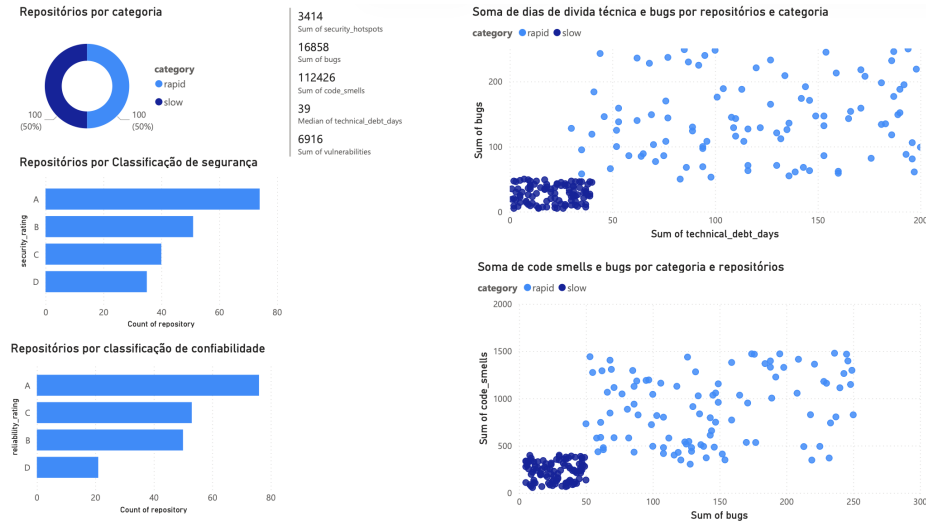 Repositórios por categoria
category
rapid
slow
100
(50%)
100
(50%)
3414
Sum of security_hotspots
16858
Sum of bugs
112426
Sum of code_smells
39
Median of technical_debt_days
6916
Sum of vulnerabilities
Repositórios por Classificação de segurança
security_rating
A
B
C
D
0 20 40 60 80
Count of repository
Repositórios por classificação de confiabilidade
reliability_rating
A
C
B
D
0 20 40 60 80
Count of repository
Soma de dias de divida técnica e bugs por repositórios e categoria
category rapid slow
Sum of bugs
200
100
0
50 100 150 200
Sum of technical_debt_days
Soma de code smells e bugs por categoria e repositórios
category rapid slow
Sum of code_smells
2000
1500
1000
500
0
0 50 100 150 200 250 300
Sum of bugs